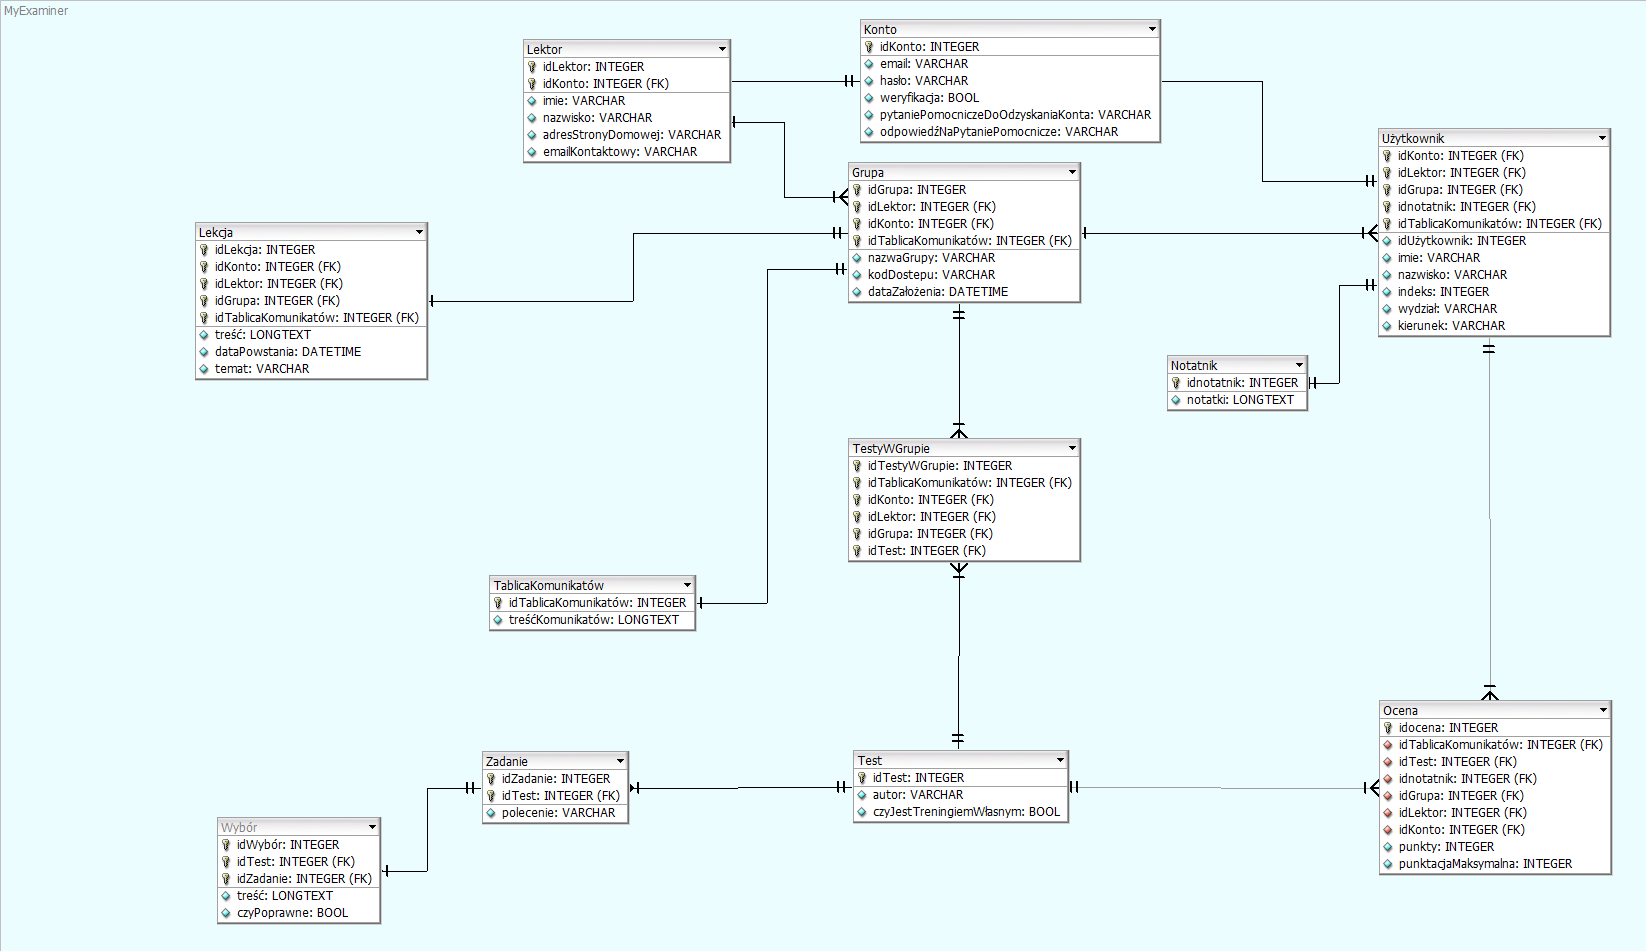 MyExaminer
Konto
idKonto: INTEGER
email: VARCHAR
hasło: VARCHAR
weryfikacja: BOOL
pytaniePomocniczeDoOdzyskaniaKonta: VARCHAR
odpowiedźNaPytaniePomocnicze: VARCHAR
Lektor
idLektor: INTEGER
idKonto: INTEGER (FK)
imie: VARCHAR
nazwisko: VARCHAR
adresStronyDomowej: VARCHAR
emailKontaktowy: VARCHAR
Użytkownik
idKonto: INTEGER (FK)
idLektor: INTEGER (FK)
idGrupa: INTEGER (FK)
idnotatnik: INTEGER (FK)
idTablicaKomunikatów: INTEGER (FK)
idUżytkownik: INTEGER
imie: VARCHAR
nazwisko: VARCHAR
indeks: INTEGER
wydział: VARCHAR
kierunek: VARCHAR
Grupa
idGrupa: INTEGER
idLektor: INTEGER (FK)
idKonto: INTEGER (FK)
idTablicaKomunikatów: INTEGER (FK)
nazwaGrupy: VARCHAR
kodDostepu: VARCHAR
dataZałożenia: DATETIME
Lekcja
idLekcja: INTEGER
idKonto: INTEGER (FK)
idLektor: INTEGER (FK)
idGrupa: INTEGER (FK)
idTablicaKomunikatów: INTEGER (FK)
treść: LONGTEXT
dataPowstania: DATETIME
temat: VARCHAR
Notatnik
idnotatnik: INTEGER
notatki: LONGTEXT
TestyWGrupie
idTestyWGrupie: INTEGER
idTablicaKomunikatów: INTEGER (FK)
idKonto: INTEGER (FK)
idLektor: INTEGER (FK)
idGrupa: INTEGER (FK)
idTest: INTEGER (FK)
TablicaKomunikatów
idTablicaKomunikatów: INTEGER
treśćKomunikatów: LONGTEXT
Ocena
idocena: INTEGER
idTablicaKomunikatów: INTEGER (FK)
idTest: INTEGER (FK)
idnotatnik: INTEGER (FK)
idGrupa: INTEGER (FK)
idLektor: INTEGER (FK)
idKonto: INTEGER (FK)
punkty: INTEGER
punktacjaMaksymalna: INTEGER
Zadanie
idZadanie: INTEGER
idTest: INTEGER (FK)
polecenie: VARCHAR
Test
idTest: INTEGER
autor: VARCHAR
czyJestTreningiemWłasnym: BOOL
Wybór
idWybór: INTEGER
idTest: INTEGER (FK)
idZadanie: INTEGER (FK)
treść: LONGTEXT
czyPoprawne: BOOL